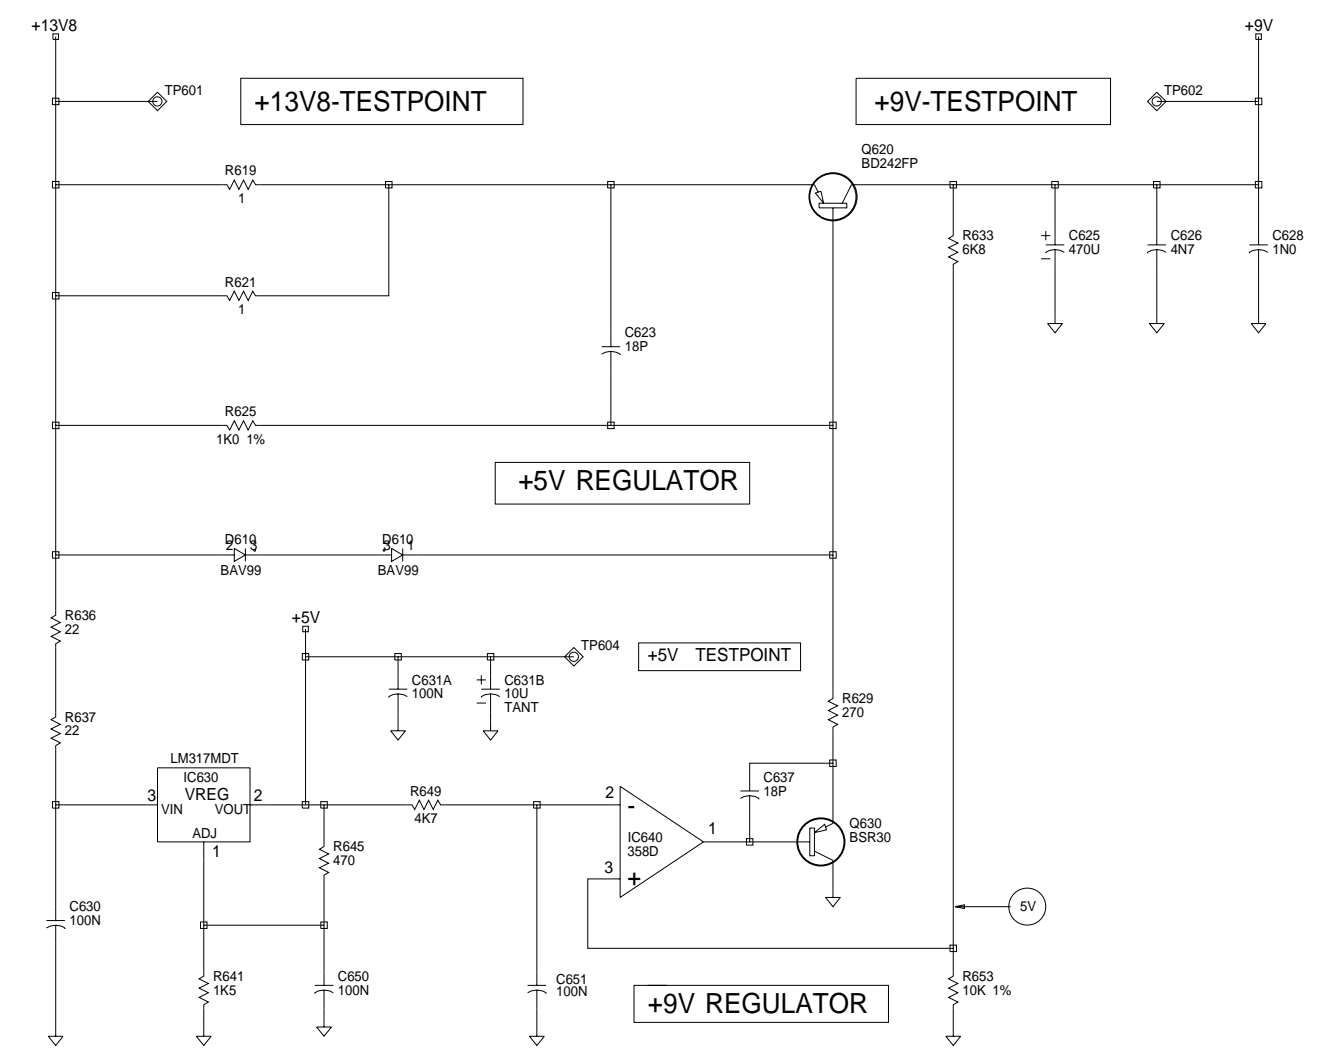 +13V8
+9V
TP601
+13V8-TESTPOINT
+9V-TESTPOINT
TP602
Q620
BD242FP
R619
1
R633
6K8
+
-
C625
470U
C626
4N7
C628
1N0
R621
1
C623
18P
R625
1K0 1%
+5V REGULATOR
D610
2 3
BAV99
D610
3 1
BAV99
R636
22
+5V
TP604
+5V TESTPOINT
C631A
100N
+
-
C631B
10U
TANT
R629
270
R637
22
LM317MDT
IC630
VREG
3
VIN
VOUT
2
ADJ
1
R649
4K7
C637
18P
2
-
IC640
358D
1
3
+
Q630
BSR30
R645
470
C630
100N
5V
R641
1K5
C650
100N
C651
100N
+9V REGULATOR
R653
10K 1%